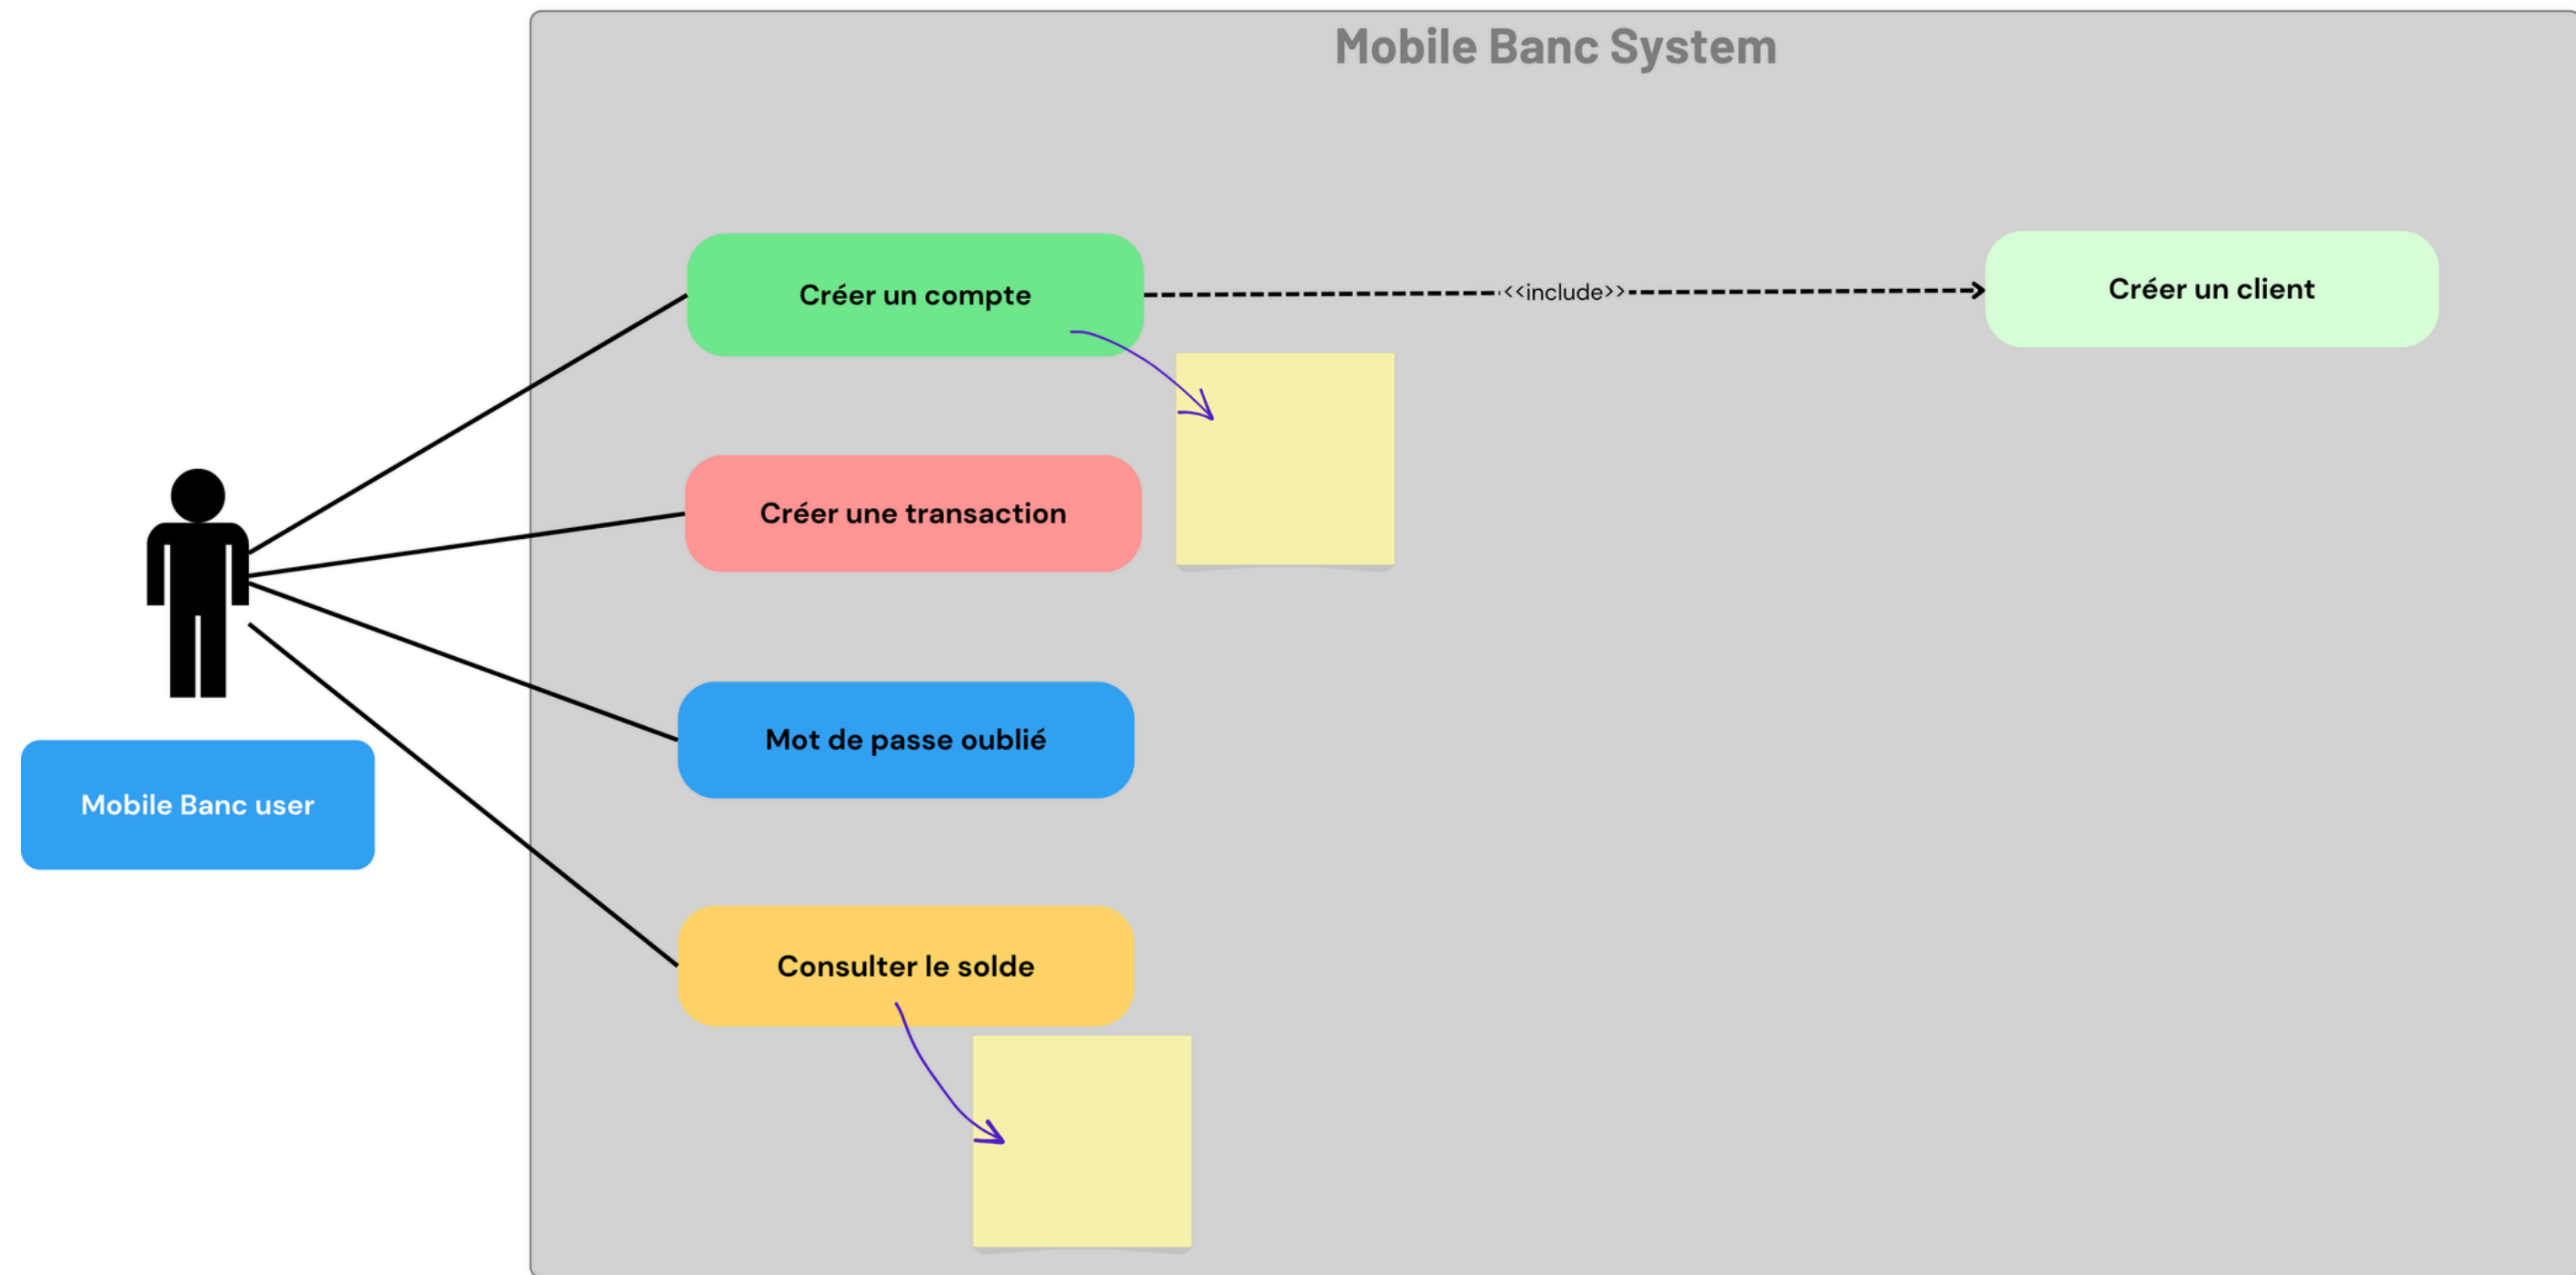 Mobile Banc System
Créer un compte
<<include>>
Créer un client
Créer une transaction
Mot de passe oublié
Mobile Banc user
Consulter le solde